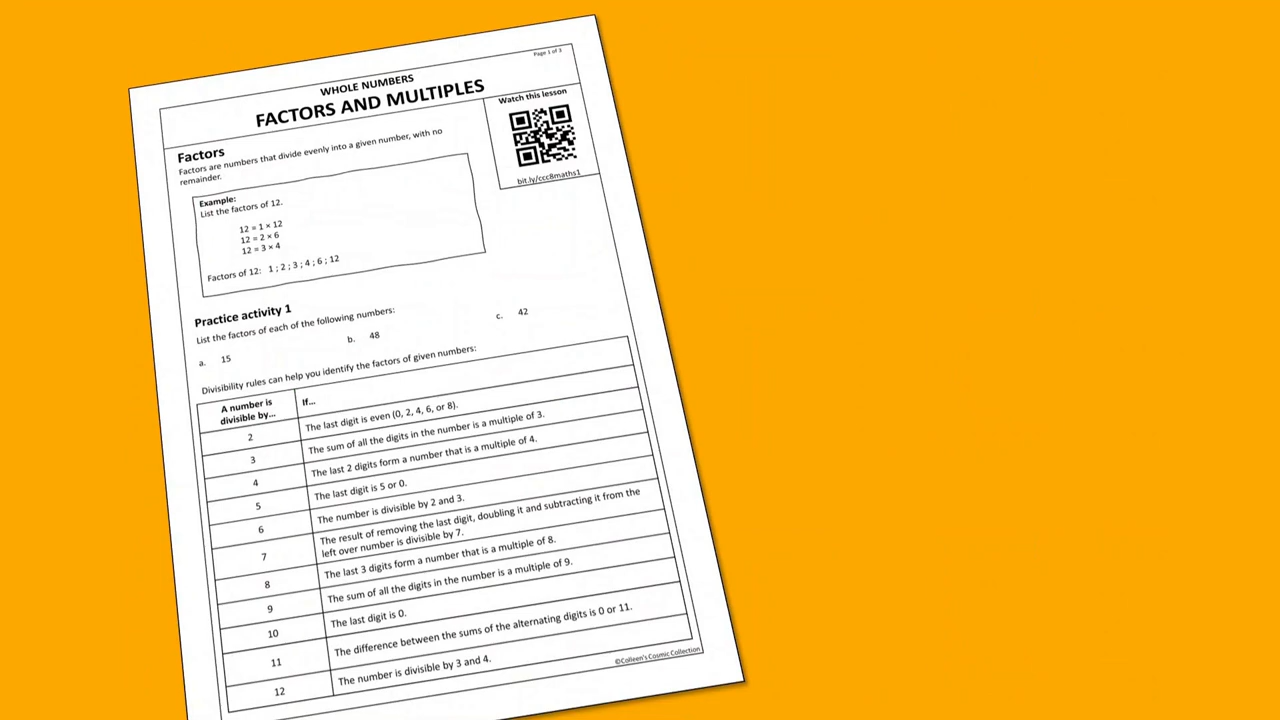 Page 1 of 3
WHOLE NUMBERS
FACTORS AND MULTIPLES
Watch this lesson
bit.ly/ccc8maths1
Factors
Factors are numbers that divide evenly into a given number, with no
remainder.
Example:
List the factors of 12.
12 = 1 × 12
12 = 2 × 6
12 = 3 × 4
Factors of 12: 1 ; 2 ; 3 ; 4 ; 6 ; 12
Practice activity 1
List the factors of each of the following numbers:
a. 15 b. 48 c. 42
Divisibility rules can help you identify the factors of given numbers:
A number is
divisible by... If...
2 The last digit is even (0, 2, 4, 6, or 8).
3 The sum of all the digits in the number is a multiple of 3.
4 The last 2 digits form a number that is a multiple of 4.
5 The last digit is 5 or 0.
6 The number is divisible by 2 and 3.
7 The result of removing the last digit, doubling it and subtracting it from the
left over number is divisible by 7.
8 The last 3 digits form a number that is a multiple of 8.
9 The sum of all the digits in the number is a multiple of 9.
10 The last digit is 0.
11 The difference between the sums of the alternating digits is 0 or 11.
12 The number is divisible by 3 and 4.
©Colleen's Cosmic Collection